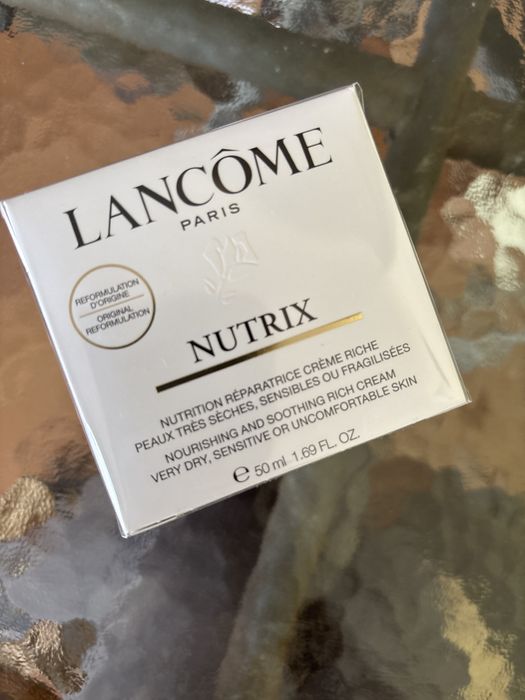 LANCÔME
PARIS
REFORMULATION
D'ORIGINE
ORIGINAL
REFORMULATION
NUTRIX
NUTRITION RÉPARATRICE CRÈME RICHE
PEAUX TRÈS SÈCHES, SENSIBLES OU FRAGILISÉES
NOURISHING AND SOOTHING RICH CREAM
VERY DRY, SENSITIVE OR UNCOMFORTABLE SKIN
℮ 50 ml 1.69 FL. OZ.